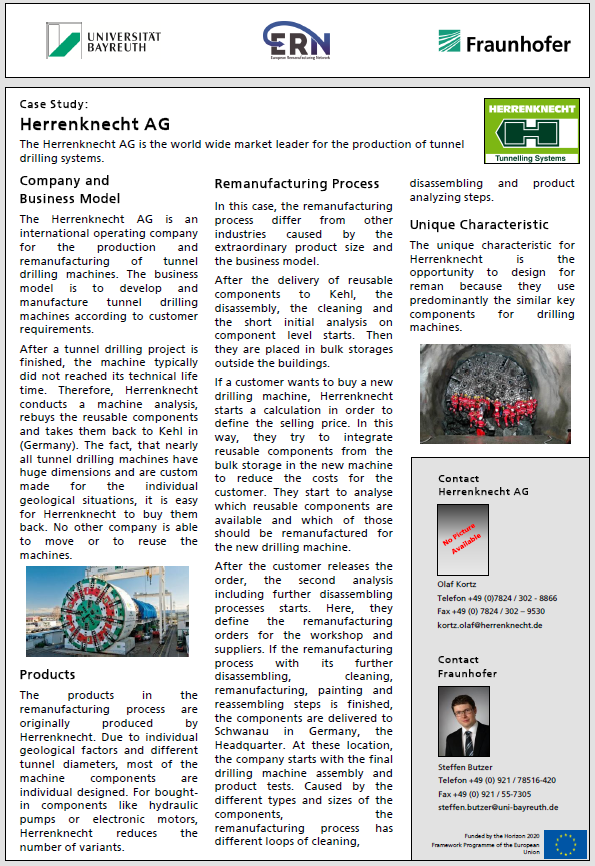 UNIVERSITÄT
BAYREUTH
ERN
European Remanufacturing Network
Fraunhofer
Case Study:
Herrenknecht AG
The Herrenknecht AG is the world wide market leader for the production of tunnel
drilling systems.
HERRENKNECHT
Tunnelling Systems
Company and
Business Model
The Herrenknecht AG is an
international operating company
for the production and
remanufacturing of tunnel
drilling machines. The business
model is to develop and
manufacture tunnel drilling
machines according to customer
requirements.
After a tunnel drilling project is
finished, the machine typically
did not reached its technical life
time. Therefore, Herrenknecht
conducts a machine analysis,
rebuys the reusable components
and takes them back to Kehl in
(Germany). The fact, that nearly
all tunnel drilling machines have
huge dimensions and are custom
made for the individual
geological situations, it is easy
for Herrenknecht to buy them
back. No other company is able
to move or to reuse the
machines.
Products
The products in the
remanufacturing process are
originally produced by
Herrenknecht. Due to individual
geological factors and different
tunnel diameters, most of the
machine components are
individual designed. For bought-
in components like hydraulic
pumps or electronic motors,
Herrenknecht reduces the
number of variants.
Remanufacturing Process
In this case, the remanufacturing
process differ from other
industries caused by the
extraordinary product size and
the business model.
After the delivery of reusable
components to Kehl, the
disassembly, the cleaning and
the short initial analysis on
component level starts. Then
they are placed in bulk storages
outside the buildings.
If a customer wants to buy a new
drilling machine, Herrenknecht
starts a calculation in order to
define the selling price. In this
way, they try to integrate
reusable components from the
bulk storage in the new machine
to reduce the costs for the
customer. They start to analyse
which reusable components are
available and which of those
should be remanufactured for
the new drilling machine.
After the customer releases the
order, the second analysis
including further disassembling
processes starts. Here, they
define the remanufacturing
orders for the workshop and
suppliers. If the remanufacturing
process with its further
disassembling, cleaning,
remanufacturing, painting and
reassembling steps is finished,
the components are delivered to
Schwanau in Germany, the
Headquarter. At these location,
the company starts with the final
drilling machine assembly and
product tests. Caused by the
different types and sizes of the
components, the
remanufacturing process has
different loops of cleaning,
disassembling and product
analyzing steps.
Unique Characteristic
The unique characteristic for
Herrenknecht is the
opportunity to design for
reman because they use
predominantly the similar key
components for drilling
machines.
Contact
Herrenknecht AG
No Picture
Available
Olaf Kortz
Telefon +49 (0)7824 / 302 - 8866
Fax +49 (0) 7824 / 302 – 9530
kortz.olaf@herrenknecht.de
Contact
Fraunhofer
Steffen Butzer
Telefon +49 (0) 921 / 78516-420
Fax +49 (0) 921 / 55-7305
steffen.butzer@uni-bayreuth.de
Funded by the Horizon 2020
Framework Programme of the European
Union